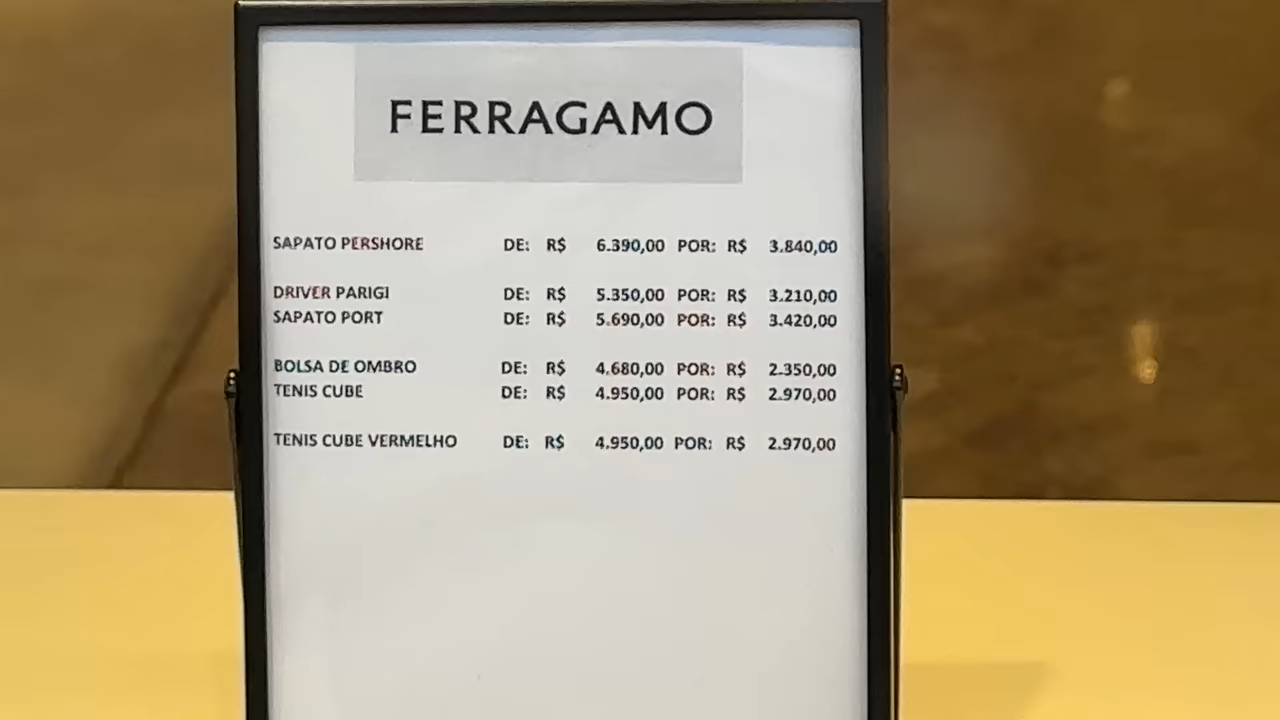 FERRAGAMO
SAPATO PERSHORE DE: R$ 6.390,00 POR: R$ 3.840,00
DRIVER PARIGI DE: R$ 5.350,00 POR: R$ 3.210,00
SAPATO PORT DE: R$ 5.690,00 POR: R$ 3.420,00
BOLSA DE OMBRO DE: R$ 4.680,00 POR: R$ 2.350,00
TENIS CUBE DE: R$ 4.950,00 POR: R$ 2.970,00
TENIS CUBE VERMELHO DE: R$ 4.950,00 POR: R$ 2.970,00